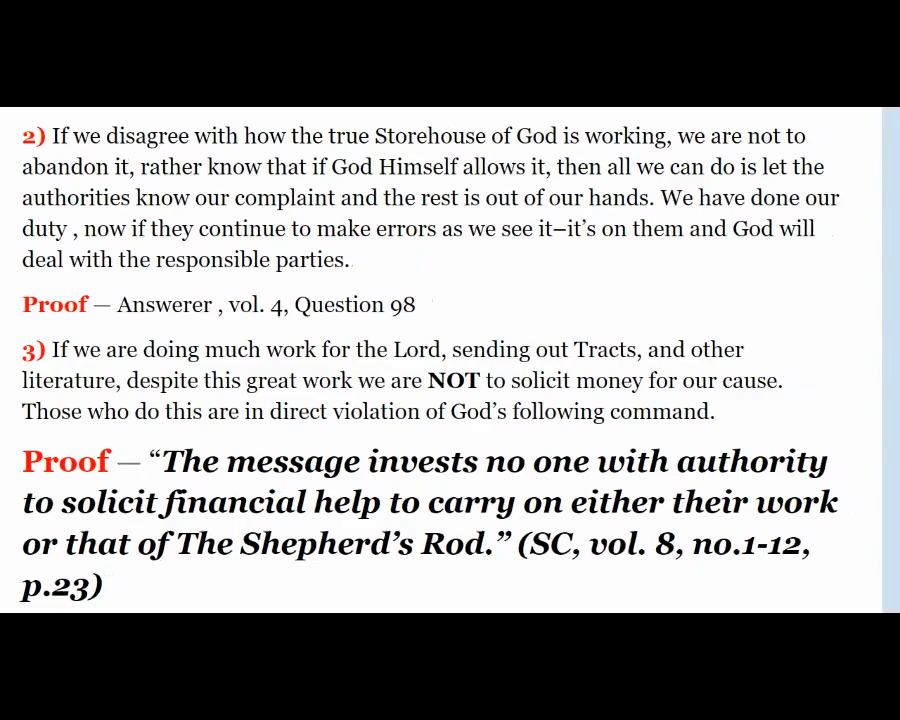 2) If we disagree with how the true Storehouse of God is working, we are not to
abandon it, rather know that if God Himself allows it, then all we can do is let the
authorities know our complaint and the rest is out of our hands. We have done our
duty , now if they continue to make errors as we see it–it’s on them and God will
deal with the responsible parties.
Proof — Answerer , vol. 4, Question 98
3) If we are doing much work for the Lord, sending out Tracts, and other
literature, despite this great work we are NOT to solicit money for our cause.
Those who do this are in direct violation of God’s following command.
Proof — “The message invests no one with authority
to solicit financial help to carry on either their work
or that of The Shepherd’s Rod.” (SC, vol. 8, no.1-12,
p.23)